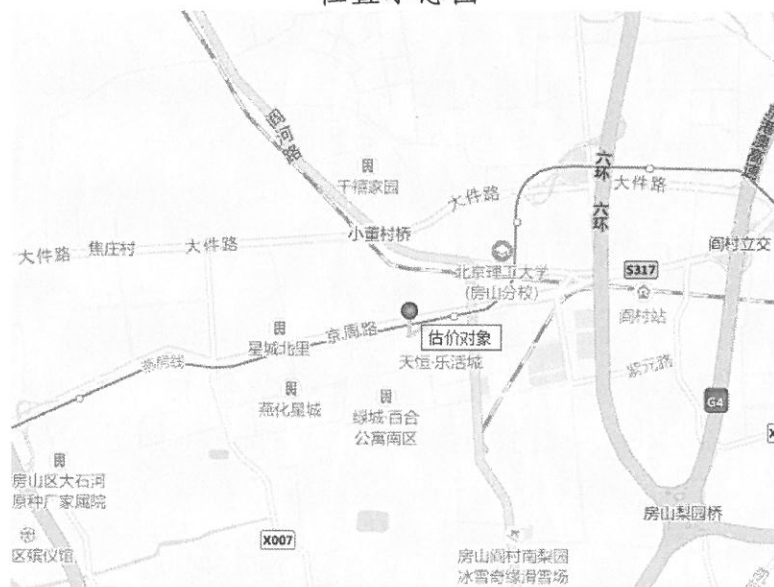 位置示意图
阎河路
千禧家园
大件路
六环
大件路
六环
小董村桥
大件路
焦庄村
大件路
阎村立交
北京理工大学
(房山分校)
S317
阎村站
京周路
估价对象
星城北里
天恒·乐活城
燕房线
紫元路
燕化星城
绿城·百合
公寓南区
G4
房山区大石河
原种厂家属院
房山梨园桥
区殡仪馆
X007
房山阎村南梨园
冰雪奇缘滑雪场
京港澳高速